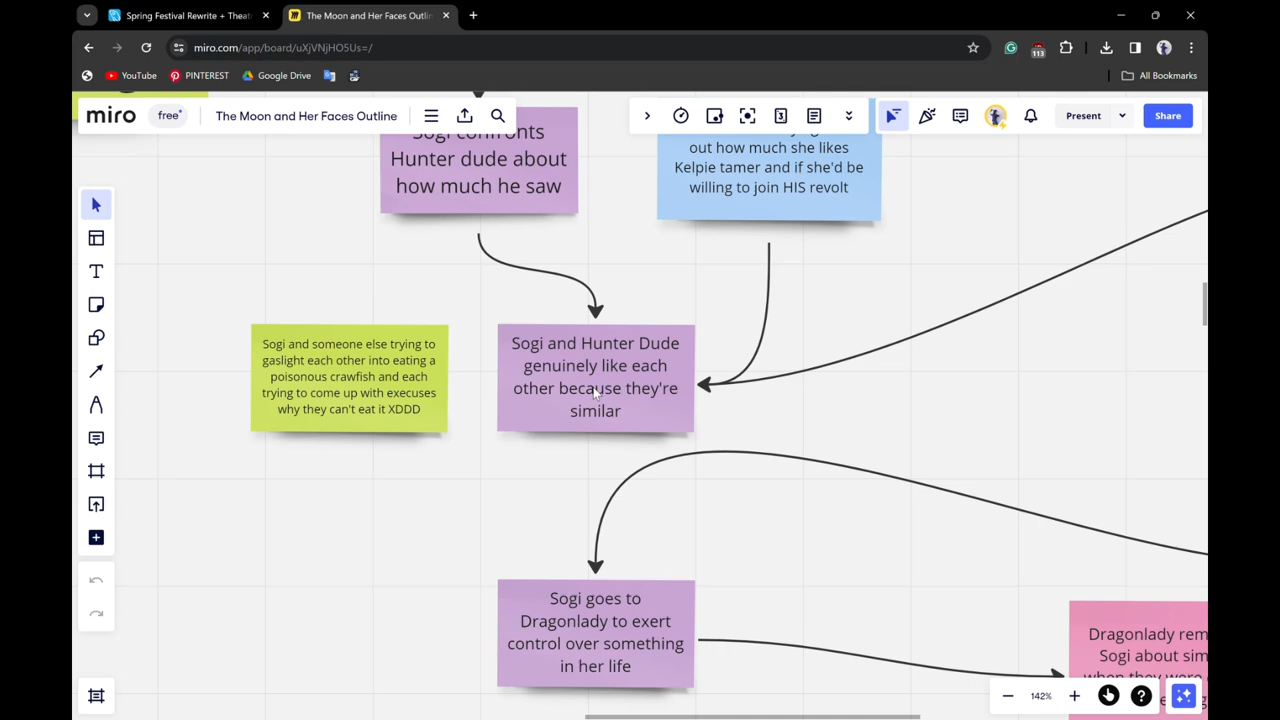 Spring Festival Rewrite + Theat
The Moon and Her Faces Outlin
miro.com/app/board/uXjVNjHO5Us=/
113
YouTube
PINTEREST
Google Drive
All Bookmarks
miro
free
The Moon and Her Faces Outline
3
Present
Share
Sogi confronts
Hunter dude about
how much he saw
out how much she likes
Kelpie tamer and if she'd be
willing to join HIS revolt
Sogi and someone else trying to
gaslight each other into eating a
poisonous crawfish and each
trying to come up with execuses
why they can't eat it XDDD
Sogi and Hunter Dude
genuinely like each
other because they're
similar
Sogi goes to
Dragonlady to exert
control over something
in her life
Dragonlady rem
Sogi about sim
when they were
142%